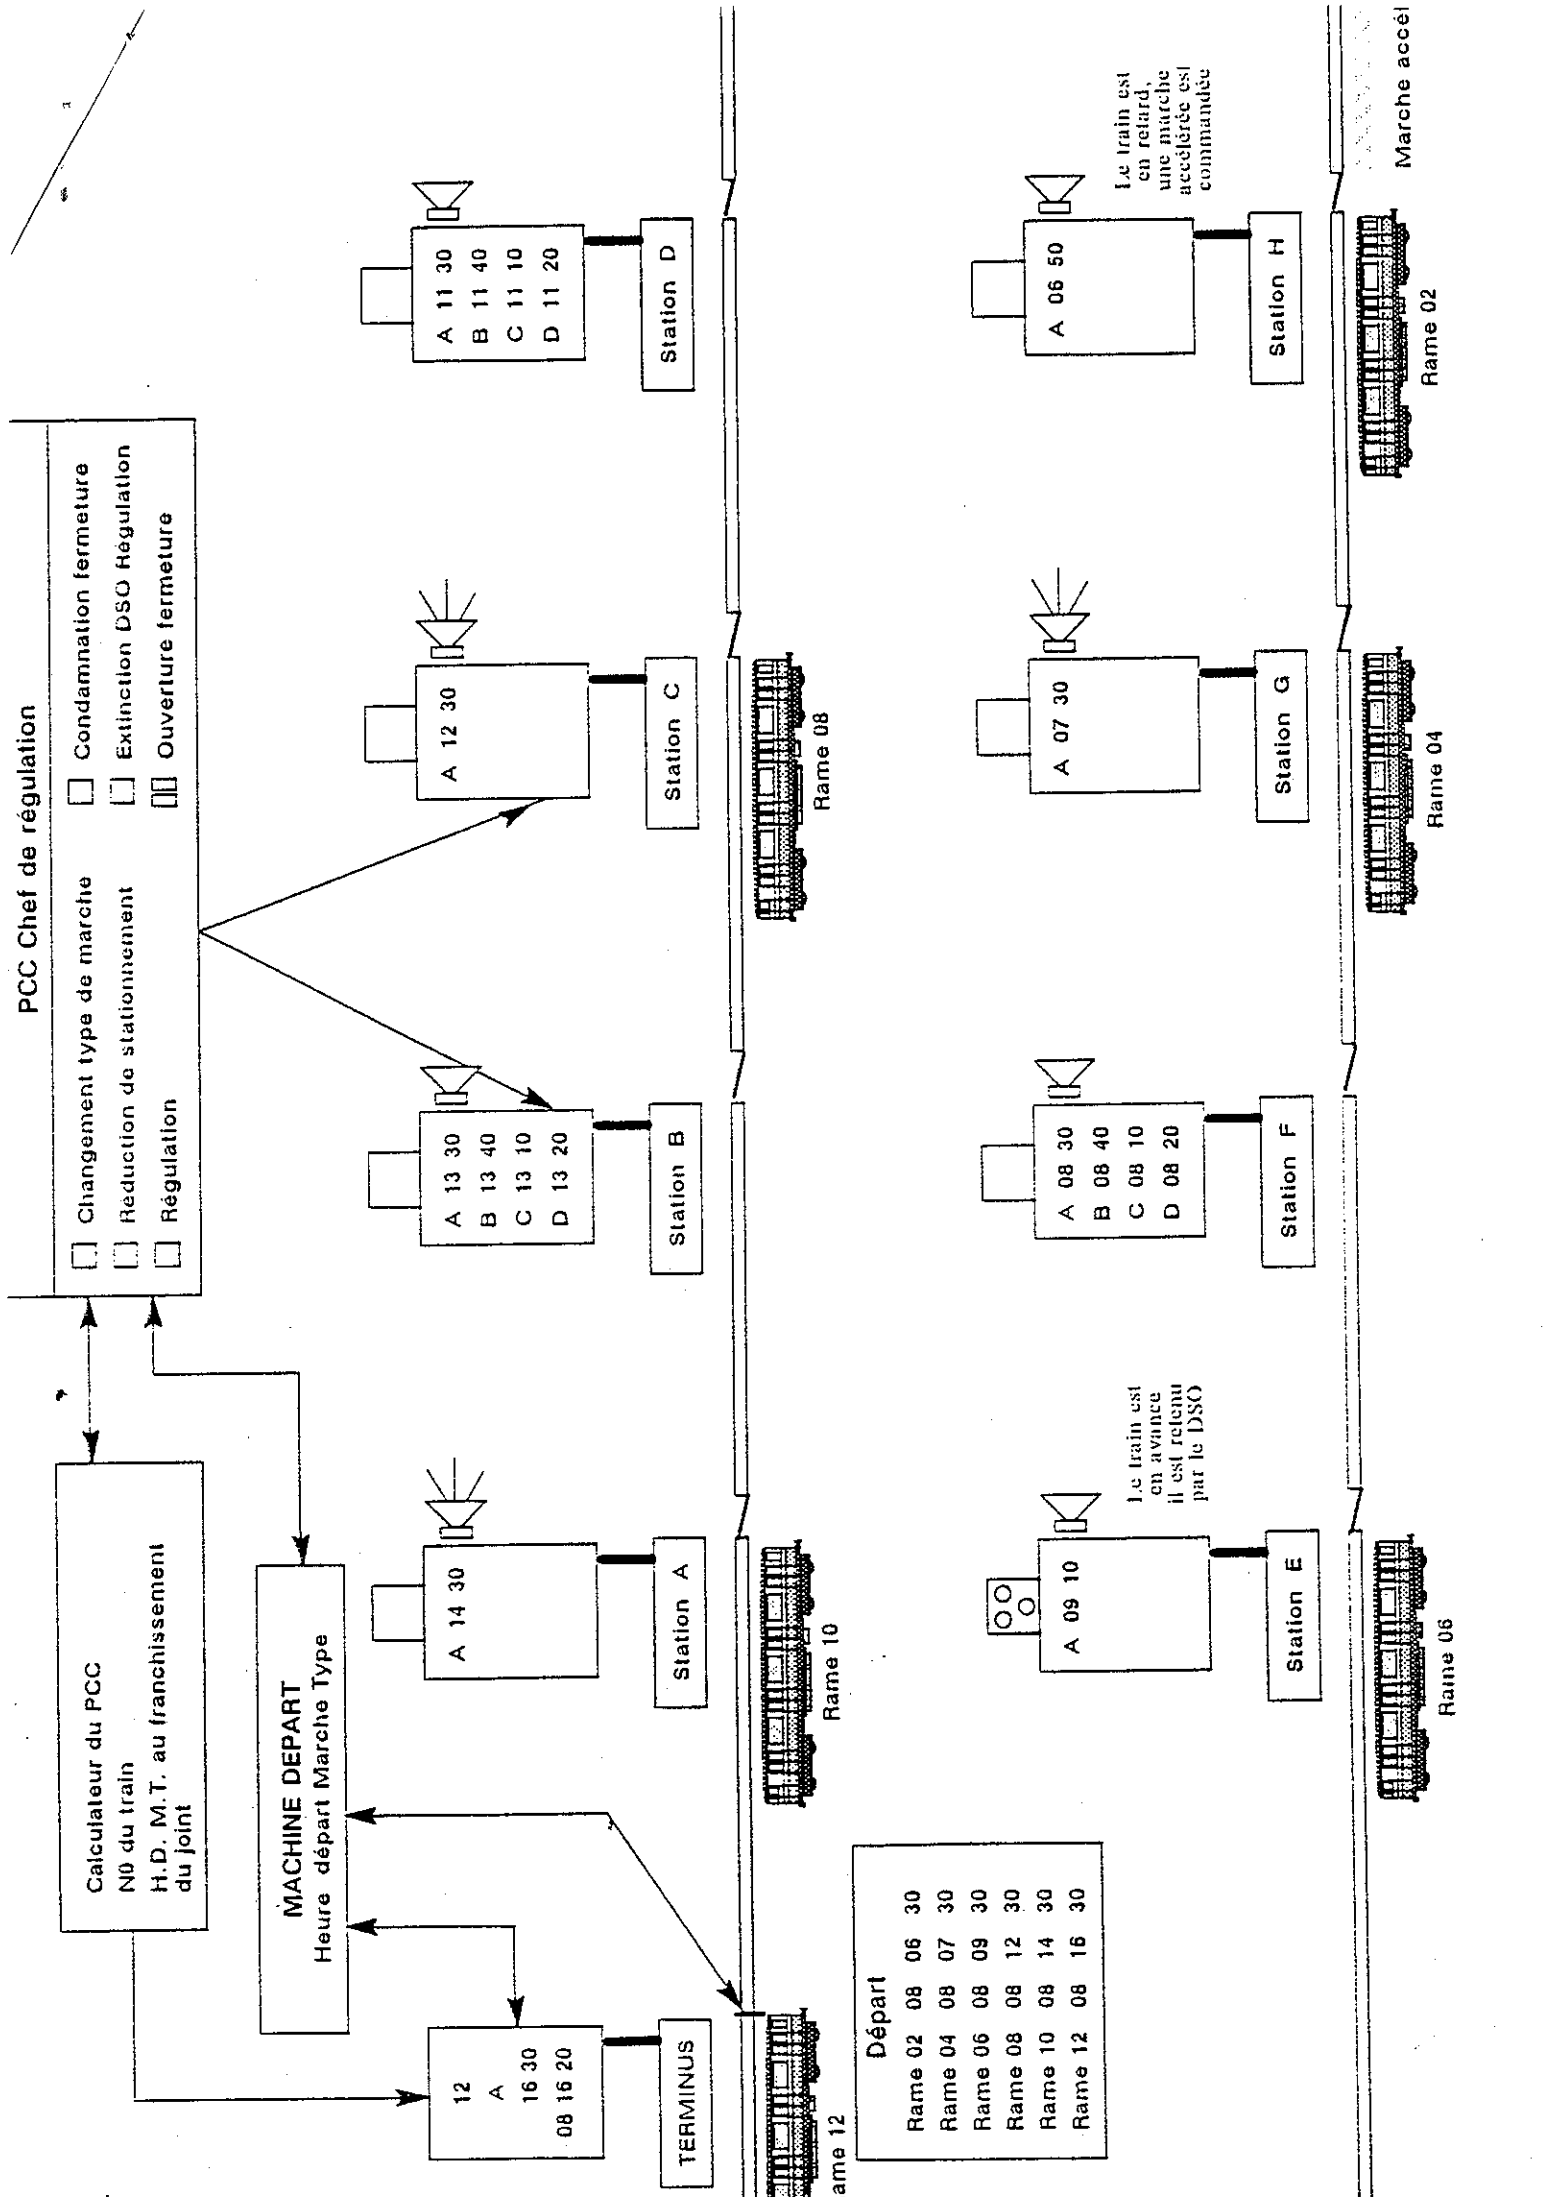 PCC Chef de régulation
Changement type de marche
Condamnation fermeture
Réduction de stationnement
Extinction DSO Régulation
Régulation
Ouverture fermeture
Calculateur du PCC
N0 du train
H.D. M.T. au franchissement
du joint
MACHINE DEPART
Heure départ Marche Type
12
A
16 30
08 16 20
TERMINUS
A 14 30
Station A
A 13 30
B 13 40
C 13 10
D 13 20
Station B
A 12 30
Station C
A 11 30
B 11 40
C 11 10
D 11 20
Station D
ame 12
Rame 10
Rame 08
Départ
Rame 02 08 06 30
Rame 04 08 07 30
Rame 06 08 09 30
Rame 08 08 12 30
Rame 10 08 14 30
Rame 12 08 16 30
A 09 10
Station E
Le train est
en avance
il est retenu
par le DSO
A 08 30
B 08 40
C 08 10
D 08 20
Station F
A 07 30
Station G
A 06 50
Station H
Le train est
en retard,
une marche
accélérée est
commandée
Rame 06
Rame 04
Rame 02
Marche accél